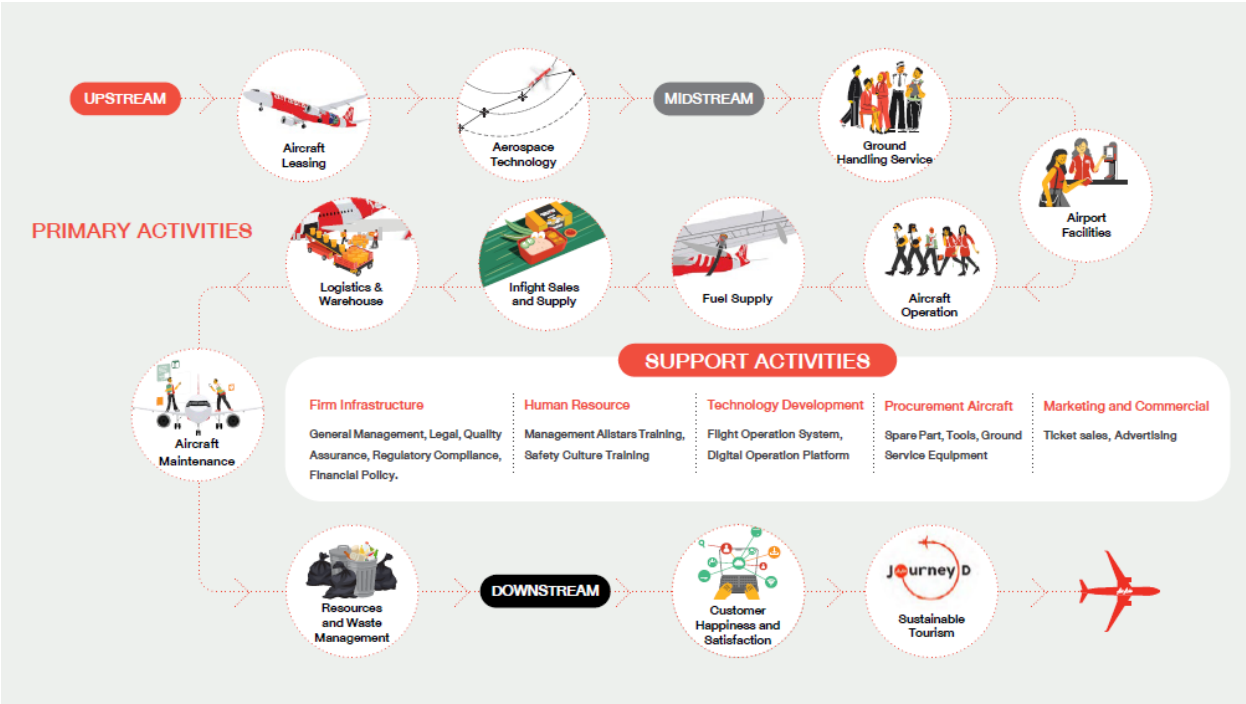 UPSTREAM
Aircraft
Leasing
Aerospace
Technology
MIDSTREAM
Ground
Handling Service
Airport
Facilities
PRIMARY ACTIVITIES
Logistics &
Warehouse
Infight Sales
and Supply
Fuel Supply
Aircraft
Operation
Aircraft
Maintenance
SUPPORT ACTIVITIES
Firm Infrastructure
General Management, Legal, Quality
Assurance, Regulatory Compliance,
Financial Policy.
Human Resource
Management Allstars Training,
Safety Culture Training
Technology Development
Flight Operation System,
Digital Operation Platform
Procurement Aircraft
Spare Part, Tools, Ground
Service Equipment
Marketing and Commercial
Ticket sales, Advertising
Resources
and Waste
Management
DOWNSTREAM
Customer
Happiness and
Satisfaction
Journey D
Sustainable
Tourism